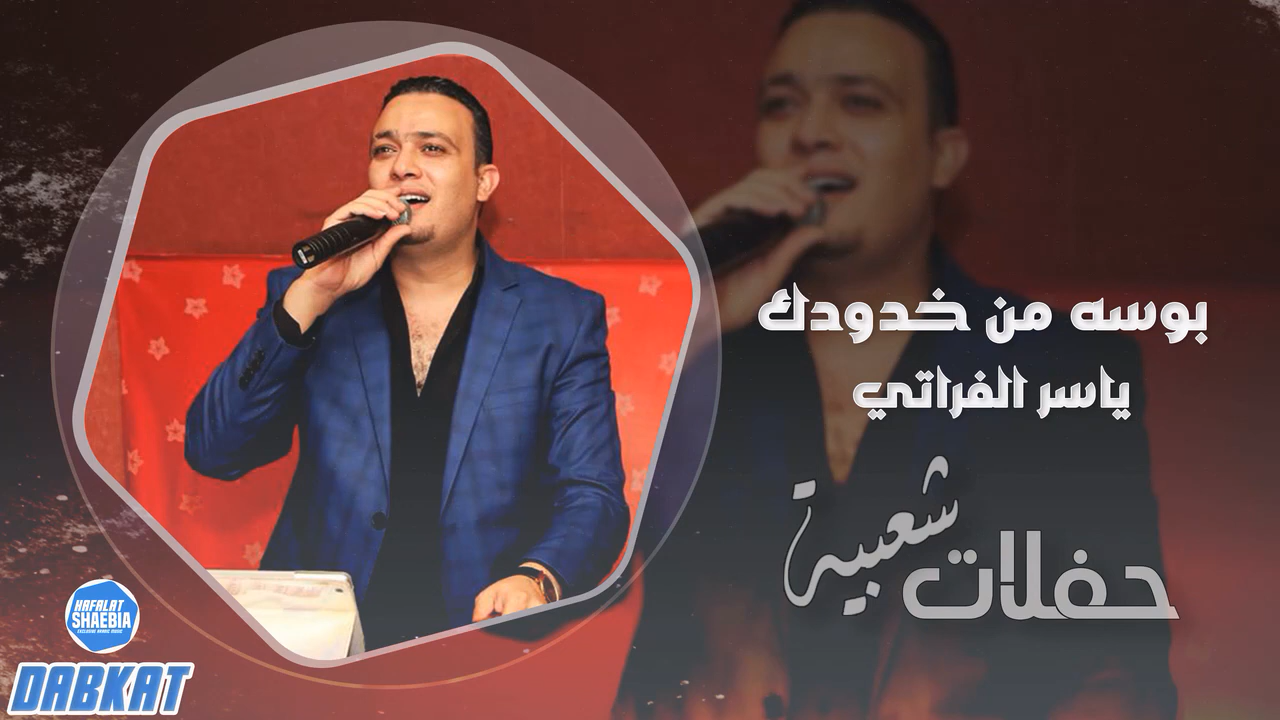 بوسه من خدودك
ياسر الفراتي
حفلات شعبية
HAFALAT
SHAEBIA
EXCLUSIVE ARABIC MUSIC
DABKAT